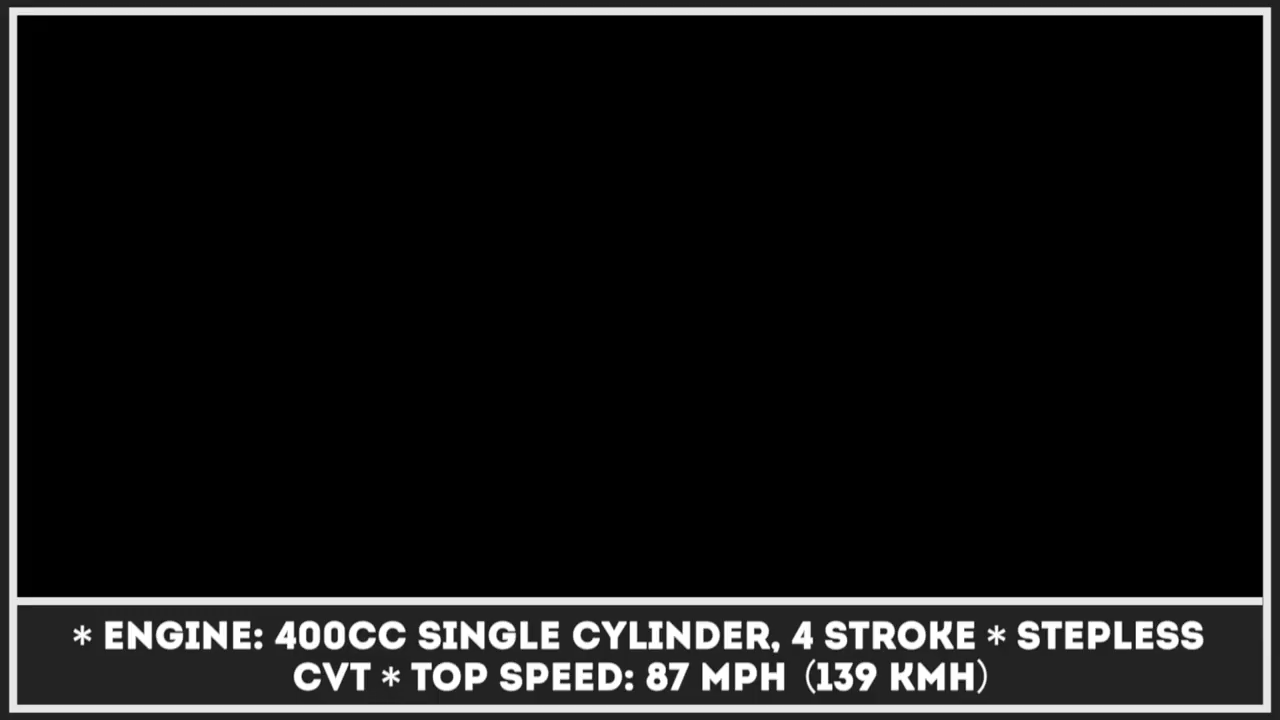 * ENGINE: 400CC SINGLE CYLINDER, 4 STROKE * STEPLESS
CVT * TOP SPEED: 87 MPH (139 KMH)